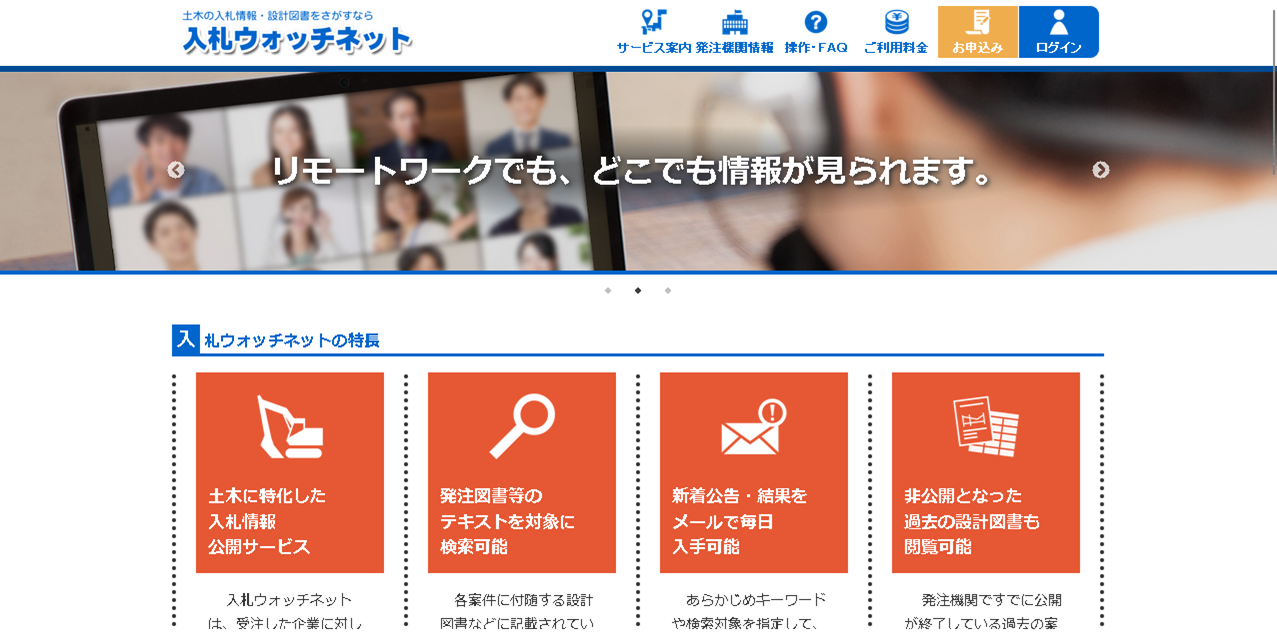 土木の入札情報・設計図書をさがすなら
入札ウォッチネット
サービス案内 発注機関情報 操作・FAQ ご利用料金 お申込み ログイン
リモートワークでも、どこでも情報が見られます。
入札ウォッチネットの特長
土木に特化した
入札情報
公開サービス
入札ウォッチネット
は、受注した企業に対し
発注図書等の
テキストを対象に
検索可能
各案件に付随する設計
図書などに記載されてい
新着公告・結果を
メールで毎日
入手可能
あらかじめキーワード
や検索対象を指定して、
非公開となった
過去の設計図書も
閲覧可能
発注機関ですでに公開
が終了している過去の案